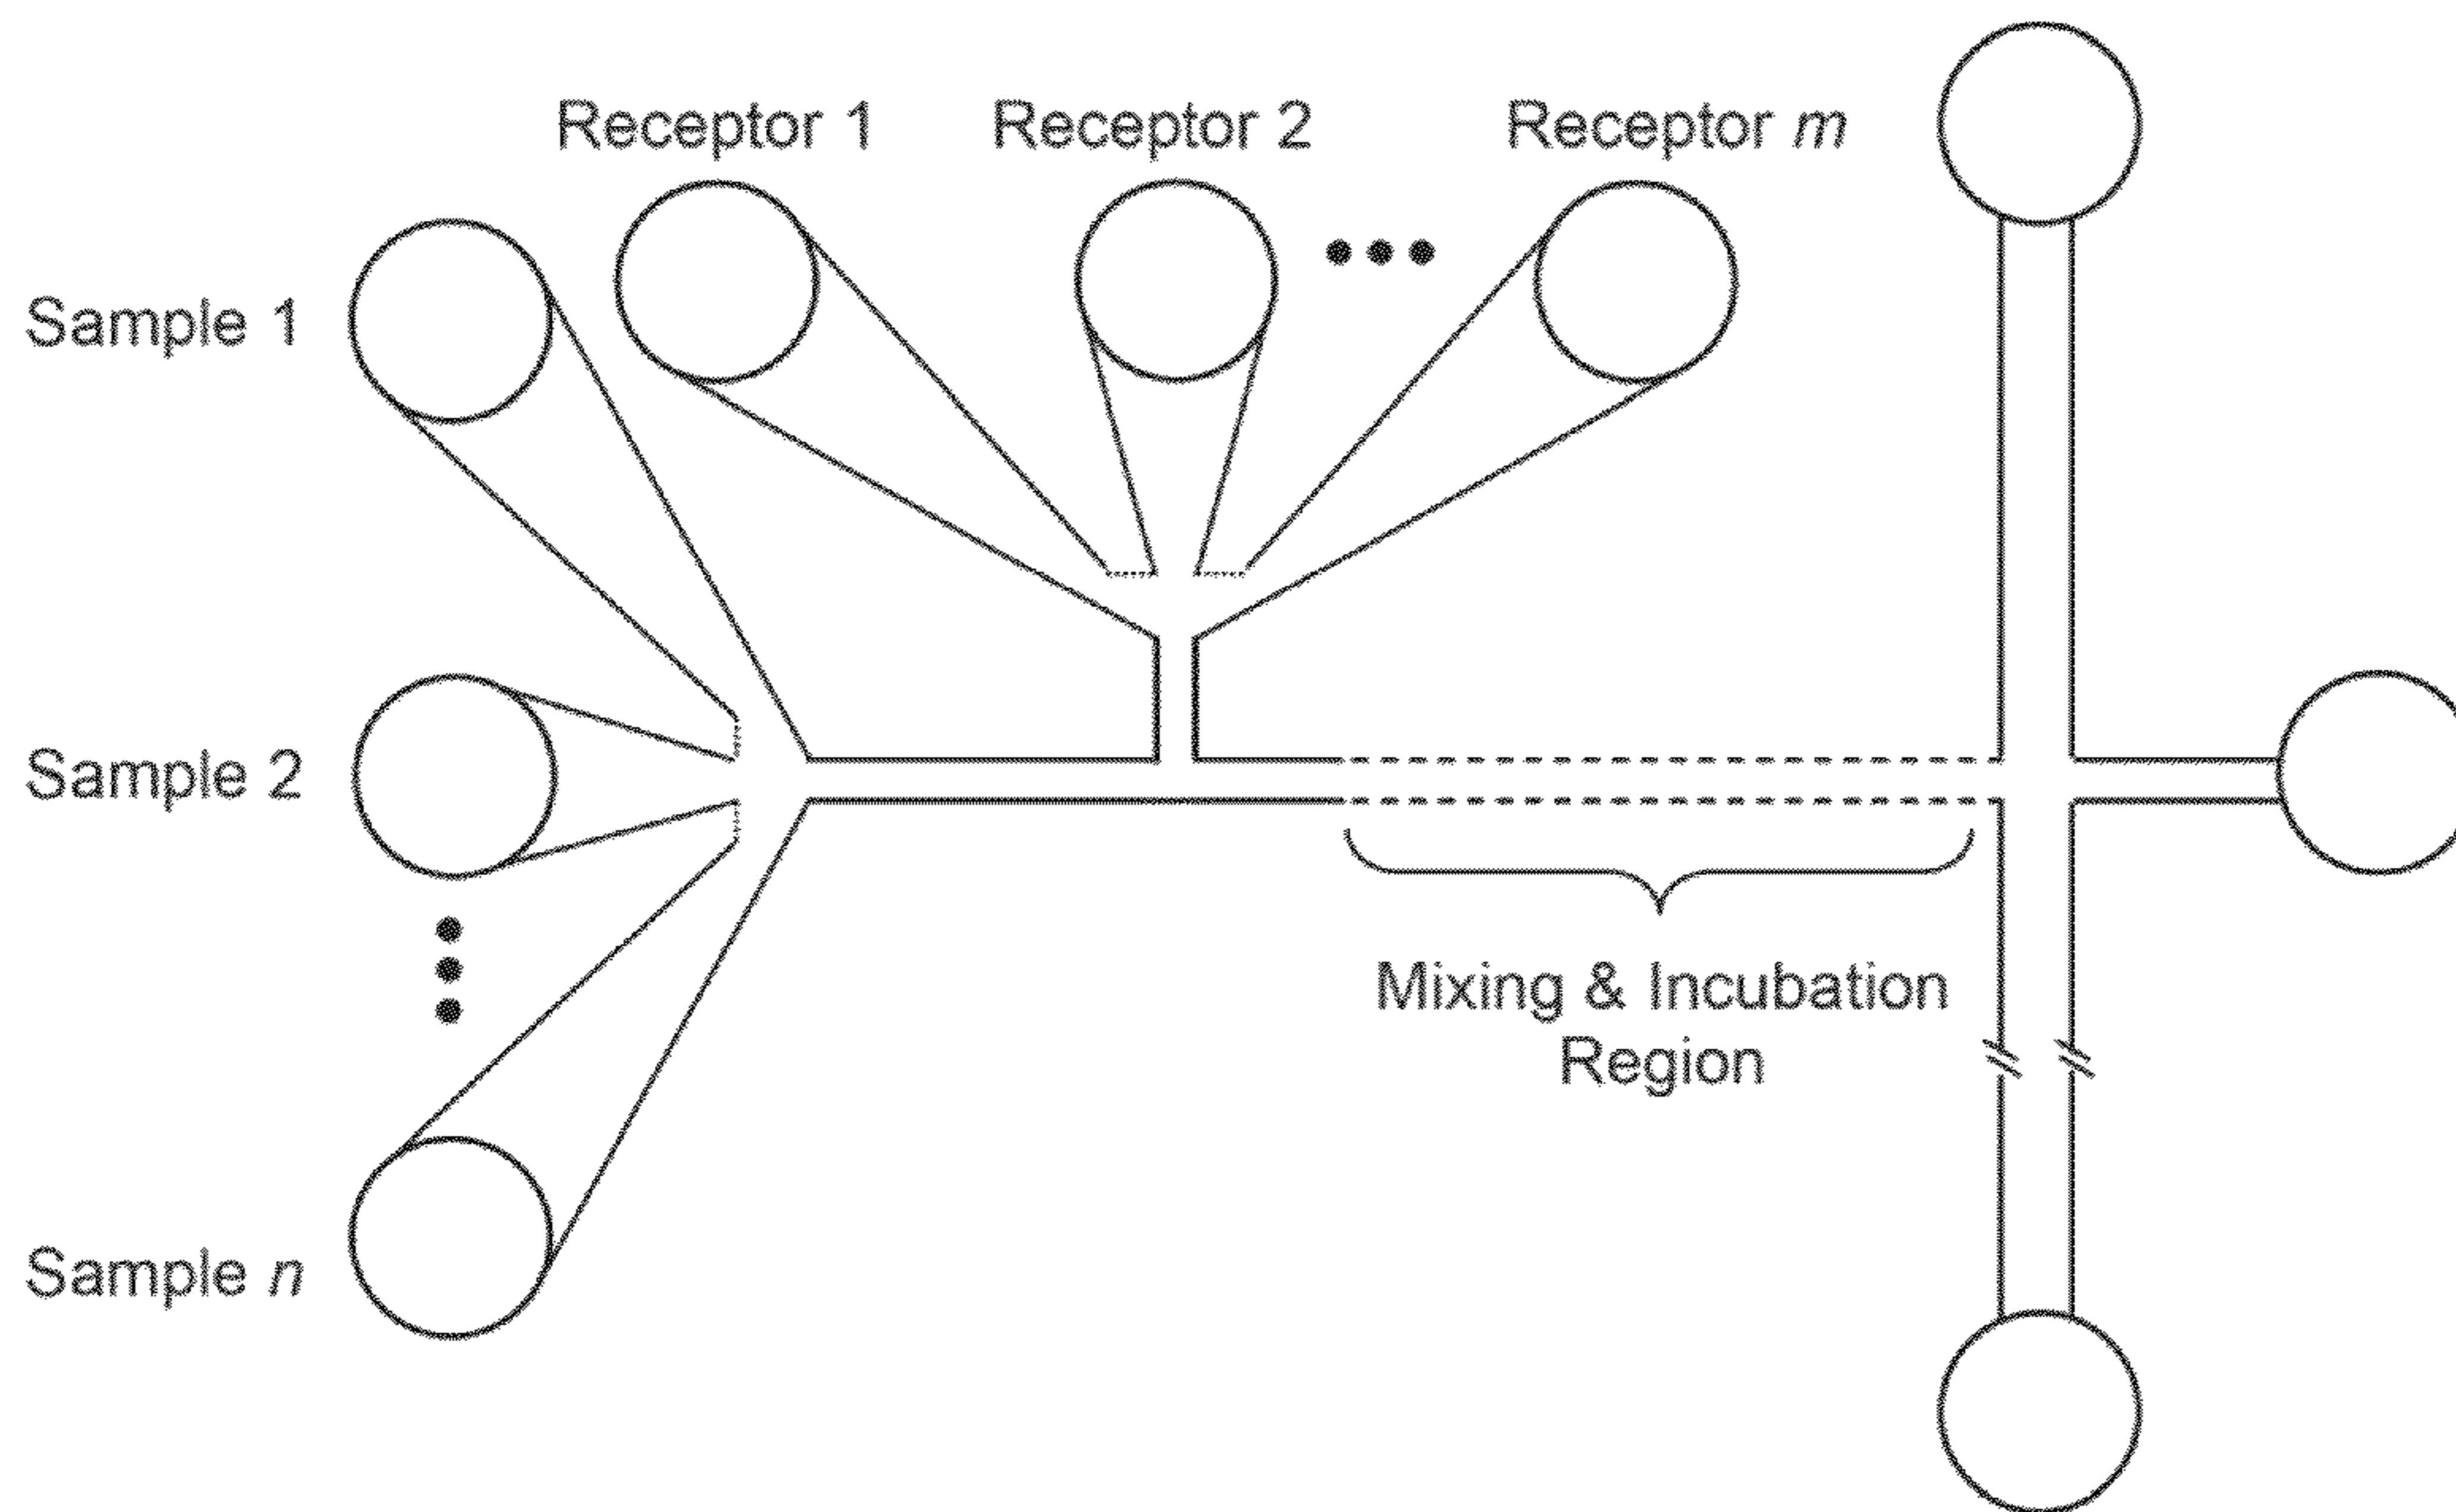 Receptor 1
Receptor 2
Receptor m
Sample 1
Sample 2
Sample n
Mixing & Incubation
Region